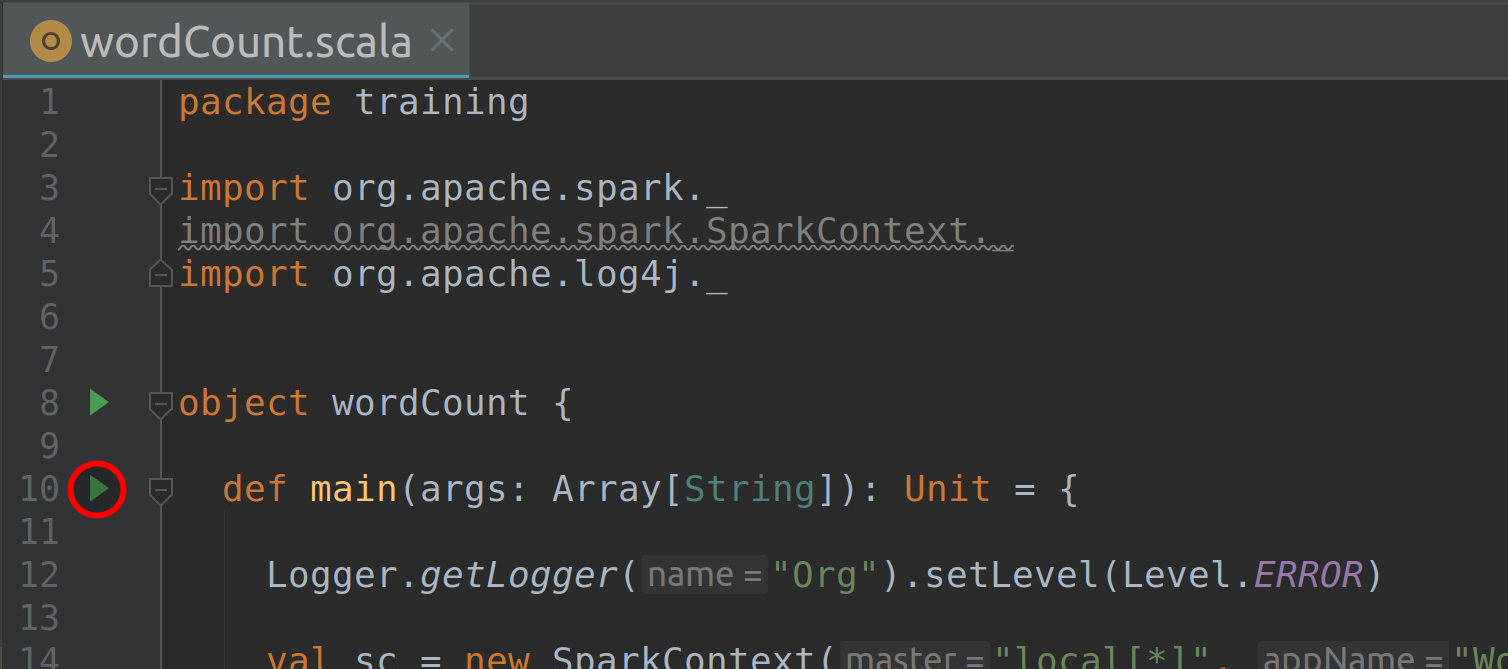 wordCount.scala
1 package training
2
3 import org.apache.spark._
4 import org.apache.spark.SparkContext._
5 import org.apache.log4j._
6
7
8 object wordCount {
9
10 def main(args: Array[String]): Unit = {
11
12 Logger.getLogger( name = "Org").setLevel(Level.ERROR)
13
14 val sc = new SparkContext( master = "local[*]", appName = "Wo